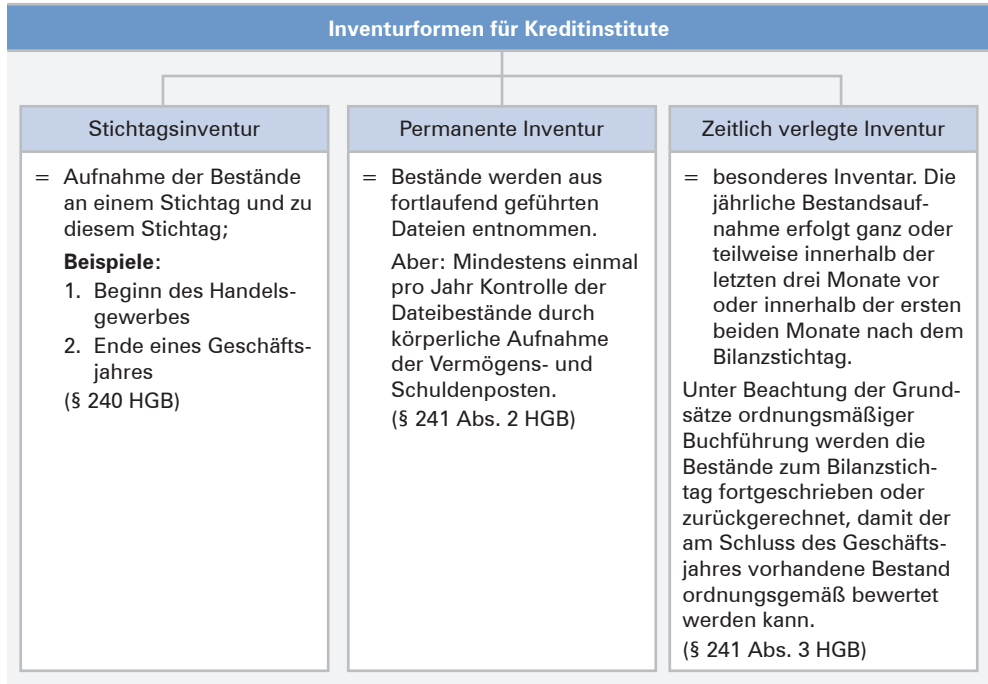 Inventurformen für Kreditinstitute
Stichtagsinventur
= Aufnahme der Bestände
an einem Stichtag und zu
diesem Stichtag;
Beispiele:
1. Beginn des Handels-
gewerbes
2. Ende eines Geschäfts-
jahres
(§ 240 HGB)
Permanente Inventur
= Bestände werden aus
fortlaufend geführten
Dateien entnommen.
Aber: Mindestens einmal
pro Jahr Kontrolle der
Dateibestände durch
körperliche Aufnahme
der Vermögens- und
Schuldenposten.
(§ 241 Abs. 2 HGB)
Zeitlich verlegte Inventur
= besonderes Inventar. Die
jährliche Bestandsauf-
nahme erfolgt ganz oder
teilweise innerhalb der
letzten drei Monate vor
oder innerhalb der ersten
beiden Monate nach dem
Bilanzstichtag.
Unter Beachtung der Grund-
sätze ordnungsmäßiger
Buchführung werden die
Bestände zum Bilanzstich-
tag fortgeschrieben oder
zurückgerechnet, damit der
am Schluss des Geschäfts-
jahres vorhandene Bestand
ordnungsgemäß bewertet
werden kann.
(§ 241 Abs. 3 HGB)